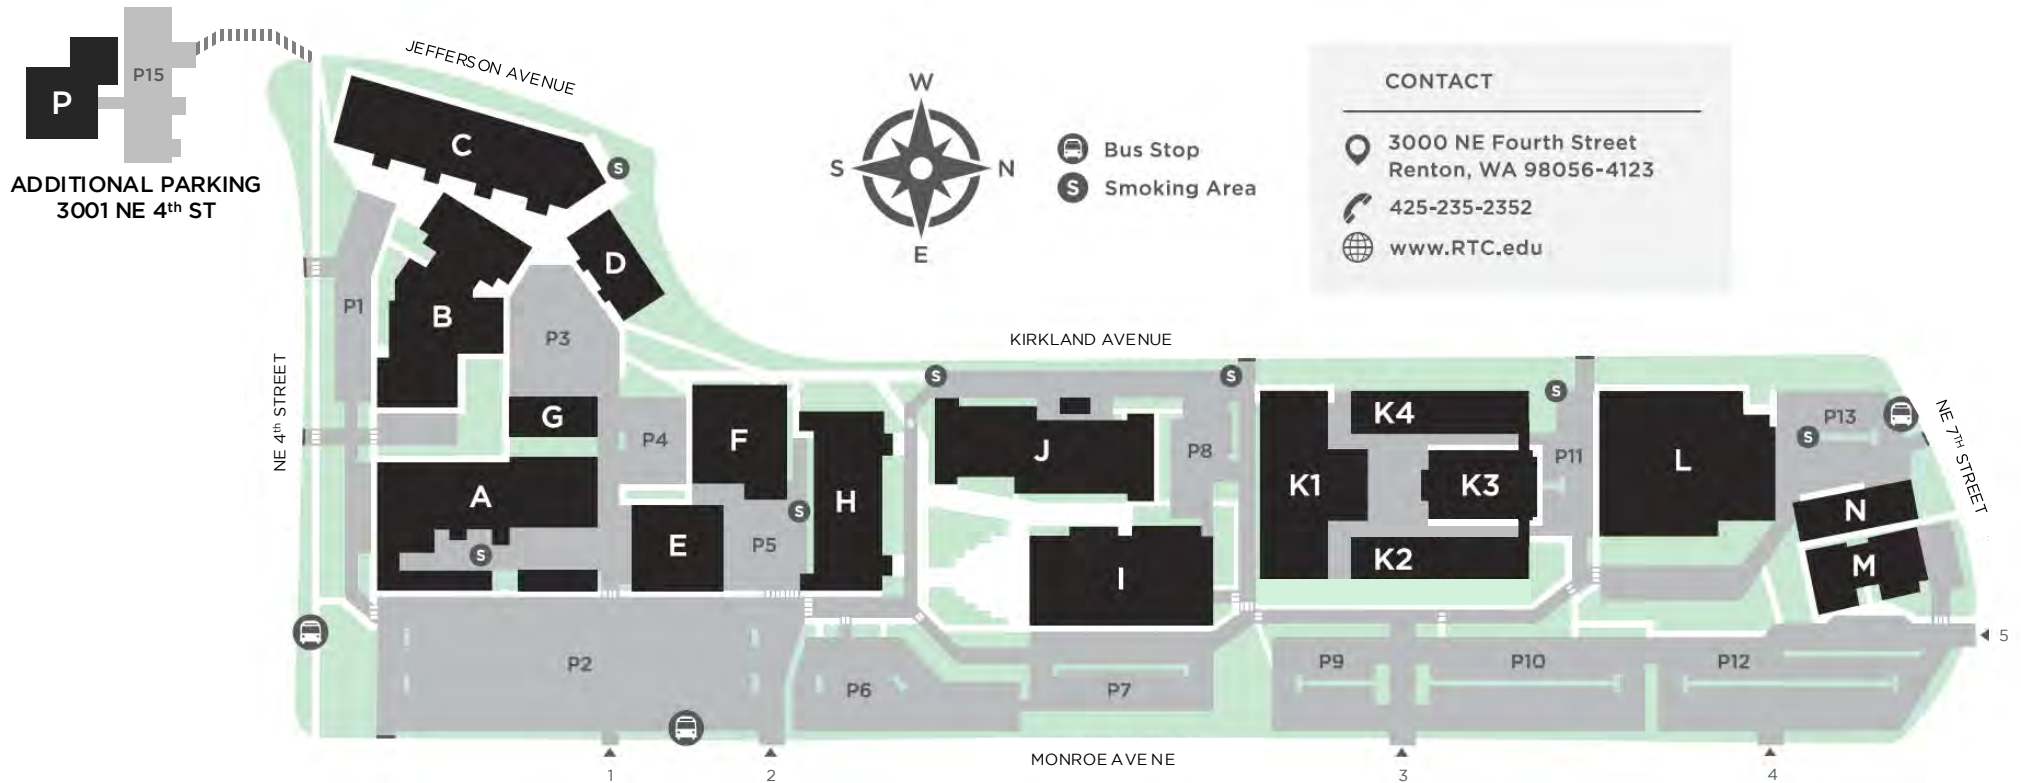 P15
P
ADDITIONAL PARKING
3001 NE 4th ST
JEFFERSON AVENUE
W
S
N
E
Bus Stop
S Smoking Area
CONTACT
3000 NE Fourth Street
Renton, WA 98056-4123
425-235-2352
www.RTC.edu
C
S
D
B
P1
P3
KIRKLAND AVENUE
NE 4th STREET
G
P4
F
A
S
E
P5
S
H
S
J
S
P8
I
K4
K1
K3
K2
S
P11
L
P13
S
NE 7TH STREET
N
M
P2
P6
P7
P9
P10
P12
5
MONROE AVE NE
1
2
3
4